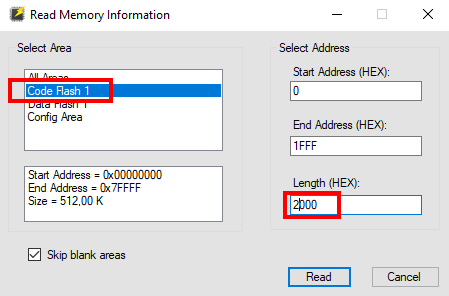 Read Memory Information
Select Area
All Areas
Code Flash 1
Data Flash 1
Config Area
Start Address = 0x00000000
End Address = 0x7FFFF
Size = 512,00 K
Skip blank areas
Select Address
Start Address (HEX):
0
End Address (HEX):
1FFF
Length (HEX):
2000
Read
Cancel